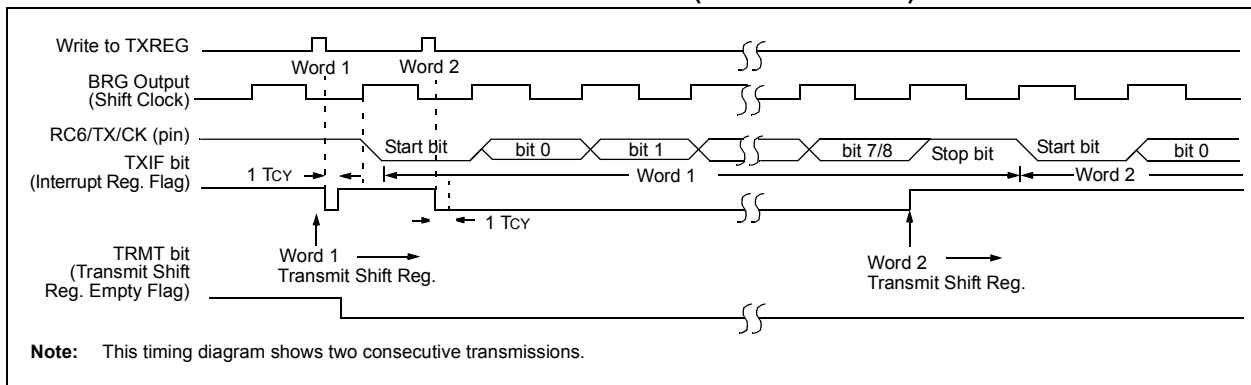 Write to TXREG
Word 1
Word 2
BRG Output
(Shift Clock)
RC6/TX/CK (pin)
Start bit
bit 0
bit 1
bit 7/8
Stop bit
Start bit
bit 0
TXIF bit
(Interrupt Reg. Flag)
1 TCY
Word 1
Word 2
1 TCY
TRMT bit
(Transmit Shift
Reg. Empty Flag)
Word 1
Transmit Shift Reg.
Word 2
Transmit Shift Reg.
Note: This timing diagram shows two consecutive transmissions.